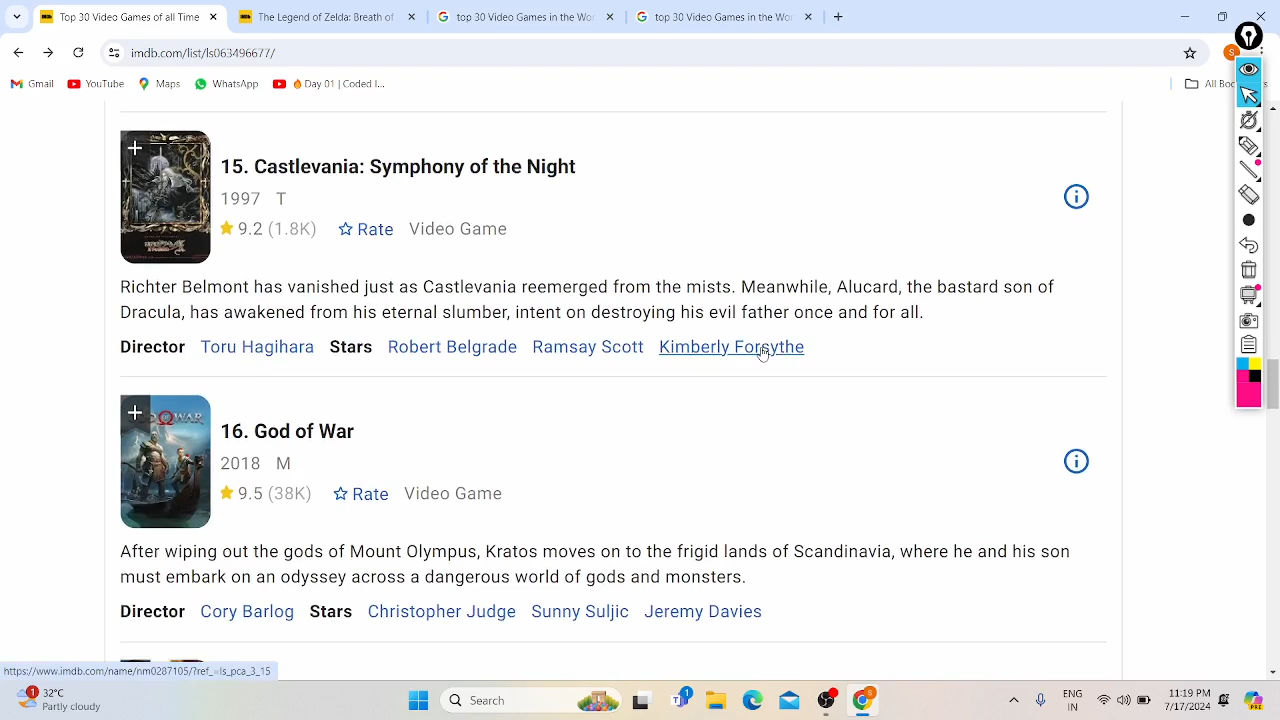 Top 30 Video Games of all Time
The Legend of Zelda: Breath of
top 10 Video Games in the Wor
top 30 Video Games in the Wor
imdb.com/list/ls063496677/
Gmail
YouTube
Maps
WhatsApp
Day 01 | Coded I...
All Boo
S
15. Castlevania: Symphony of the Night
1997 T
9.2 (1.8K) Rate Video Game
Richter Belmont has vanished just as Castlevania reemerged from the mists. Meanwhile, Alucard, the bastard son of
Dracula, has awakened from his eternal slumber, intent on destroying his evil father once and for all.
Director Toru Hagihara Stars Robert Belgrade Ramsay Scott Kimberly Forsythe
16. God of War
2018 M
9.5 (38K) Rate Video Game
After wiping out the gods of Mount Olympus, Kratos moves on to the frigid lands of Scandinavia, where he and his son
must embark on an odyssey across a dangerous world of gods and monsters.
Director Cory Barlog Stars Christopher Judge Sunny Suljic Jeremy Davies
https://www.imdb.com/name/nm0287105/?ref_=ls_pca_3_15
1
32°C
Partly cloudy
Search
1
ENG
IN
11:19 PM
7/17/2024